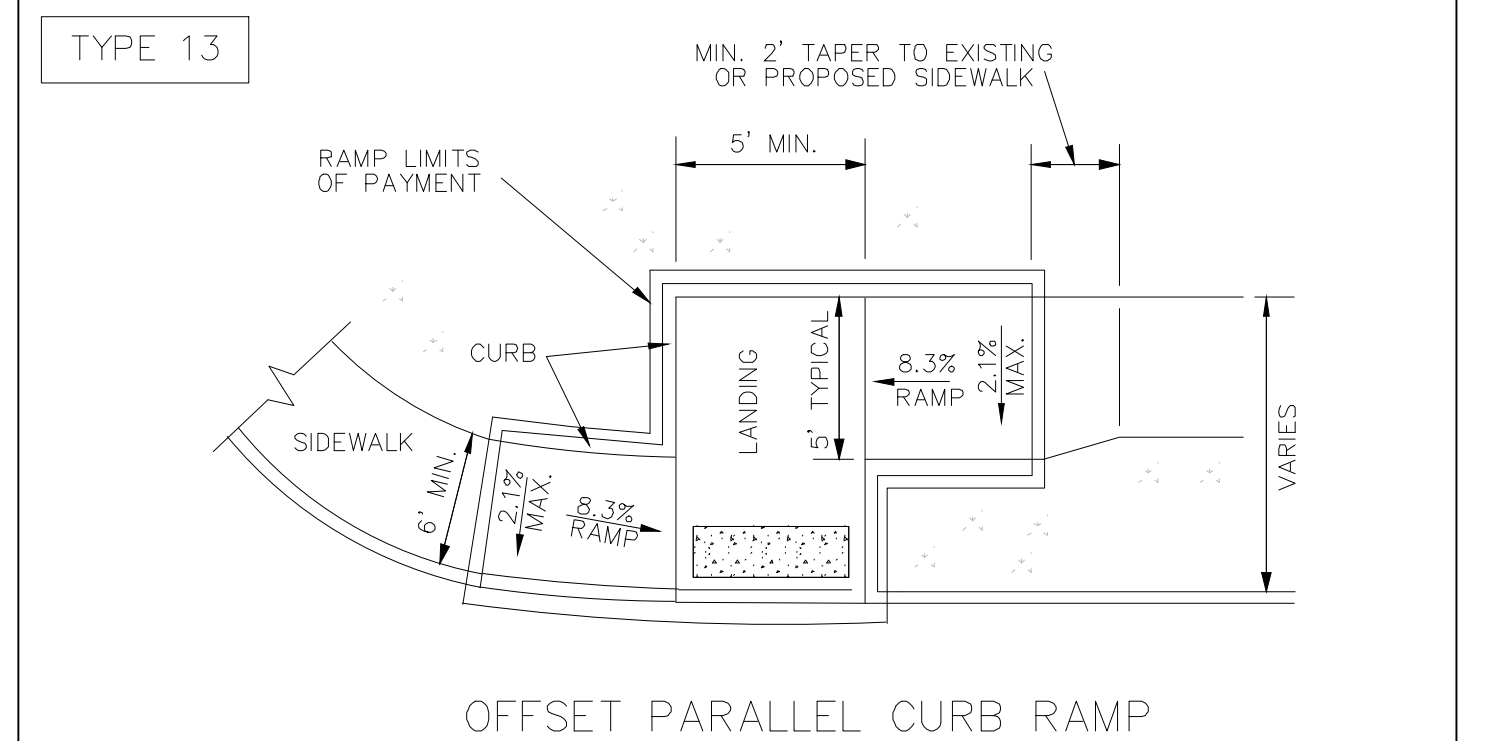 TYPE 13
MIN. 2' TAPER TO EXISTING
OR PROPOSED SIDEWALK
5' MIN.
RAMP LIMITS
OF PAYMENT
CURB
SIDEWALK
6' MIN.
2.1%
MAX.
8.3%
RAMP
LANDING
5' TYPICAL
8.3%
RAMP
2.1%
MAX.
VARIES
OFFSET PARALLEL CURB RAMP